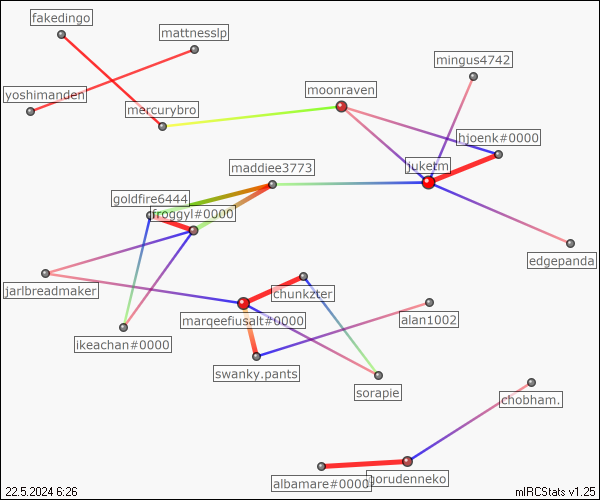 fakedingo
mattnesslp
mingus4742
moonraven
yoshimanden
mercurybro
hjoenk#0000
maddiee3773
juketm
goldfire6444
froggyl#0000
edgepanda
jarlbreadmaker
chunkzter
marqeefiusalt#0000
alan1002
ikeachan#0000
swanky.pants
sorapie
chobham.
albamare#0000
gorudenneko
22.5.2024 6:26
mIRCStats v1.25